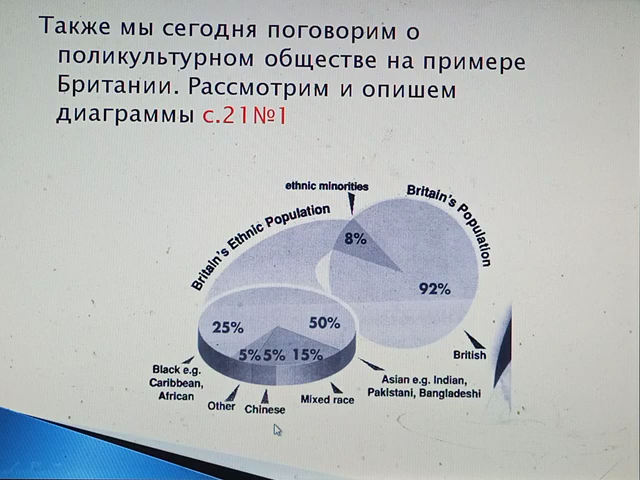 Также мы сегодня поговорим о
поликультурном обществе на примере
Британии. Рассмотрим и опишем
диаграммы с.21№1
ethnic minorities
Britain's Population
Britain's Ethnic Population
8%
92%
25%
50%
5% 5% 15%
British
Black e.g.
Caribbean,
African
Other
Chinese
Mixed race
Asian e.g. Indian,
Pakistani, Bangladeshi